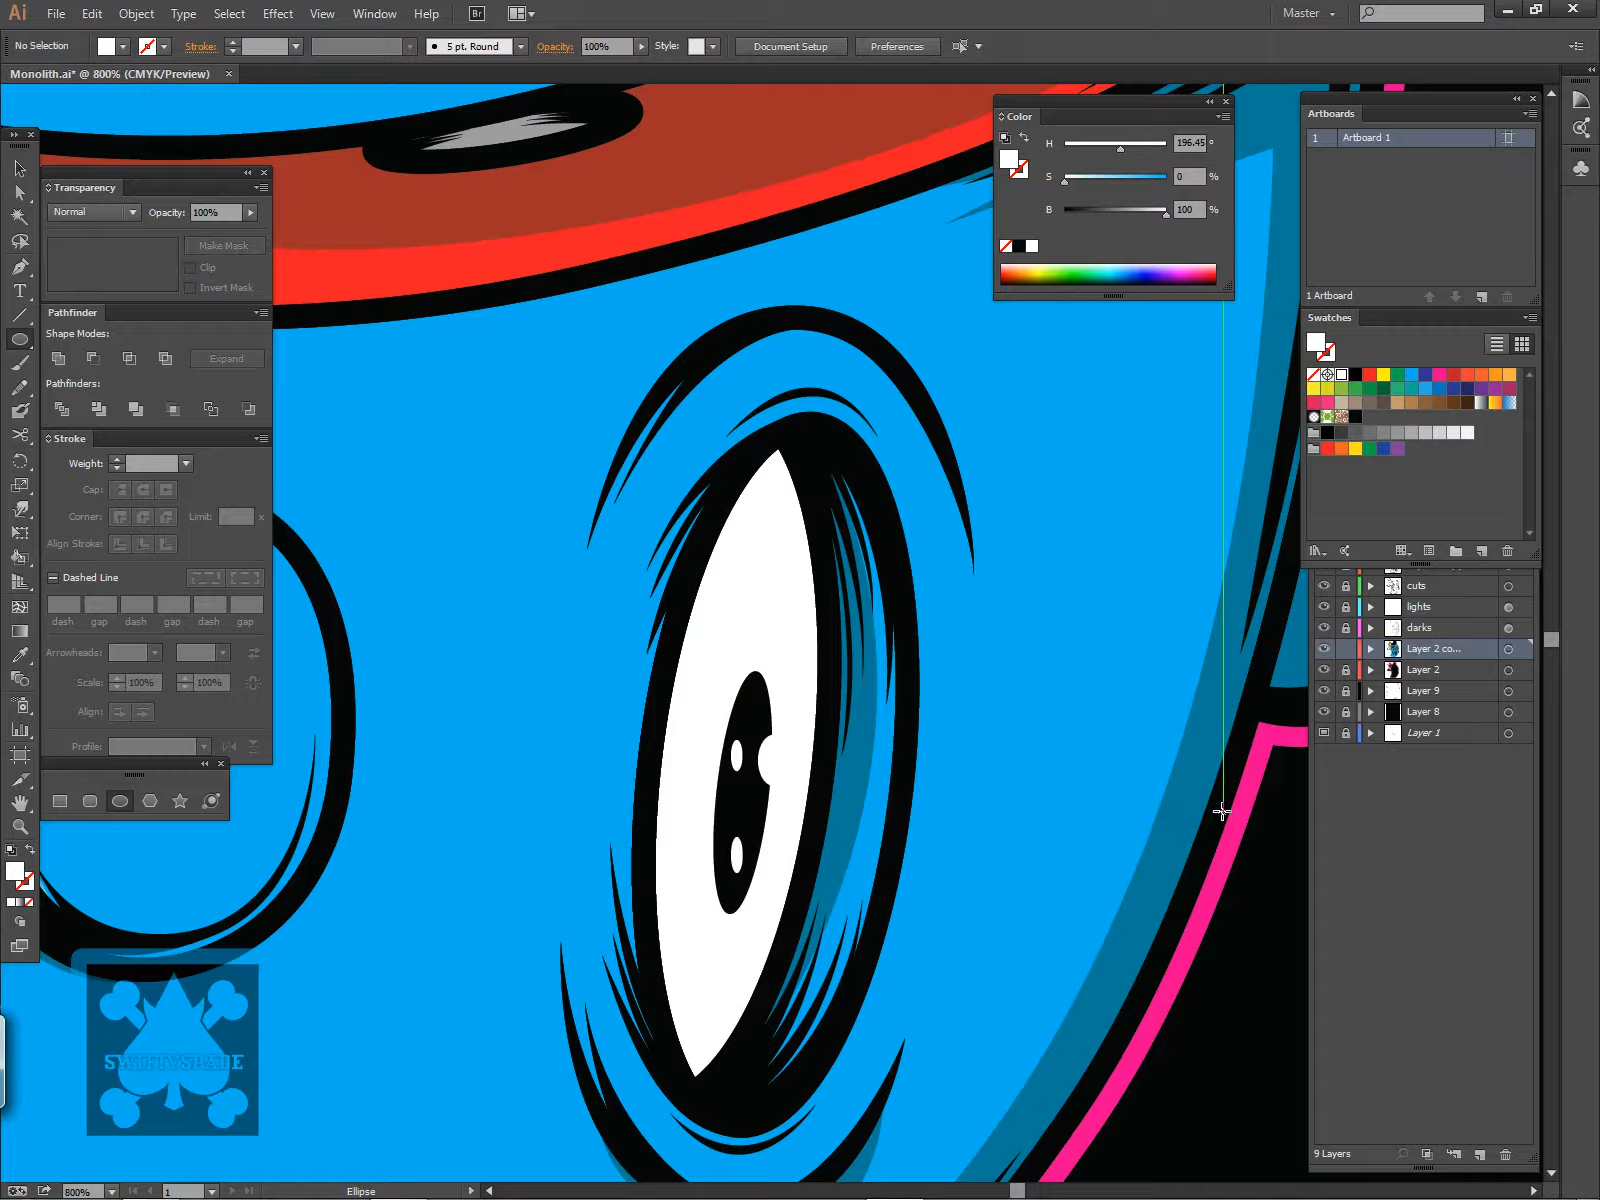 Ai File Edit Object Type Select Effect View Window Help Br Master
No Selection Stroke: 5 pt. Round Opacity: 100% Style: Document Setup Preferences
Monolith.ai* @ 800% (CMYK/Preview) ×
Transparency
Normal Opacity: 100%
Make Mask
Clip
Invert Mask
Pathfinder
Shape Modes:
Expand
Pathfinders:
Stroke
Weight:
Cap:
Corner: Limit: x
Align Stroke:
Dashed Line
dash gap dash gap dash gap
Arrowheads:
Scale: 100% 100%
Align:
Profile:
Color
H 196.45 °
S 0 %
B 100 %
Artboards
1 Artboard 1
1 Artboard
Swatches
cuts
lights
darks
Layer 2 co...
Layer 2
Layer 9
Layer 8
Layer 1
9 Layers
SWIFTYSPADE
800% 1 Ellipse